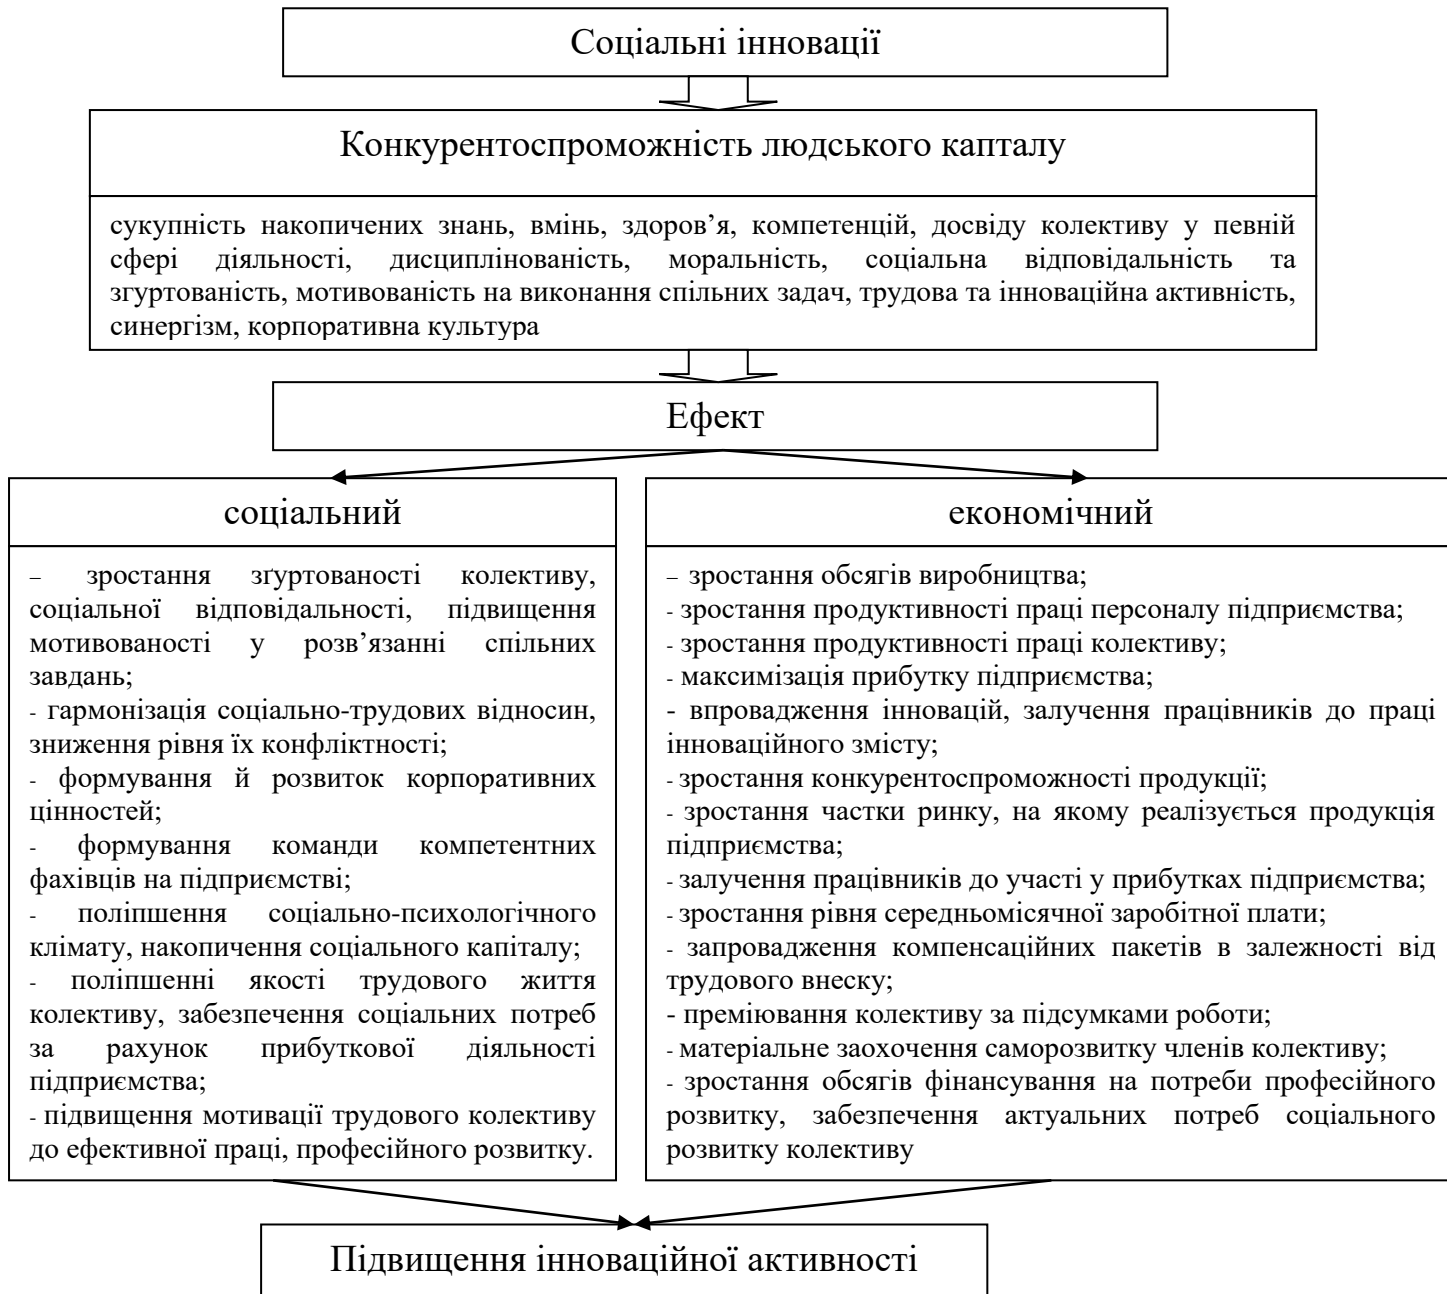 Соціальні інновації
Конкурентоспроможність людського капталу
сукупність накопичених знань, вмінь, здоров’я, компетенцій, досвіду колективу у певній
сфері діяльності, дисциплінованість, моральність, соціальна відповідальність та
згуртованість, мотивованість на виконання спільних задач, трудова та інноваційна активність,
синергізм, корпоративна культура
Ефект
соціальний
– зростання зґуртованості колективу,
соціальної відповідальності, підвищення
мотивованості у розв’язанні спільних
завдань;
- гармонізація соціально-трудових відносин,
зниження рівня їх конфліктності;
- формування й розвиток корпоративних
цінностей;
- формування команди компетентних
фахівців на підприємстві;
- поліпшення соціально-психологічного
клімату, накопичення соціального капіталу;
- поліпшенні якості трудового життя
колективу, забезпечення соціальних потреб
за рахунок прибуткової діяльності
підприємства;
- підвищення мотивації трудового колективу
до ефективної праці, професійного розвитку.
економічний
– зростання обсягів виробництва;
- зростання продуктивності праці персоналу підприємства;
- зростання продуктивності праці колективу;
- максимізація прибутку підприємства;
- впровадження інновацій, залучення працівників до праці
інноваційного змісту;
- зростання конкурентоспроможності продукції;
- зростання частки ринку, на якому реалізується продукція
підприємства;
- залучення працівників до участі у прибутках підприємства;
- зростання рівня середньомісячної заробітної плати;
- запровадження компенсаційних пакетів в залежності від
трудового внеску;
- преміювання колективу за підсумками роботи;
- матеріальне заохочення саморозвитку членів колективу;
- зростання обсягів фінансування на потреби професійного
розвитку, забезпечення актуальних потреб соціального
розвитку колективу
Підвищення інноваційної активності